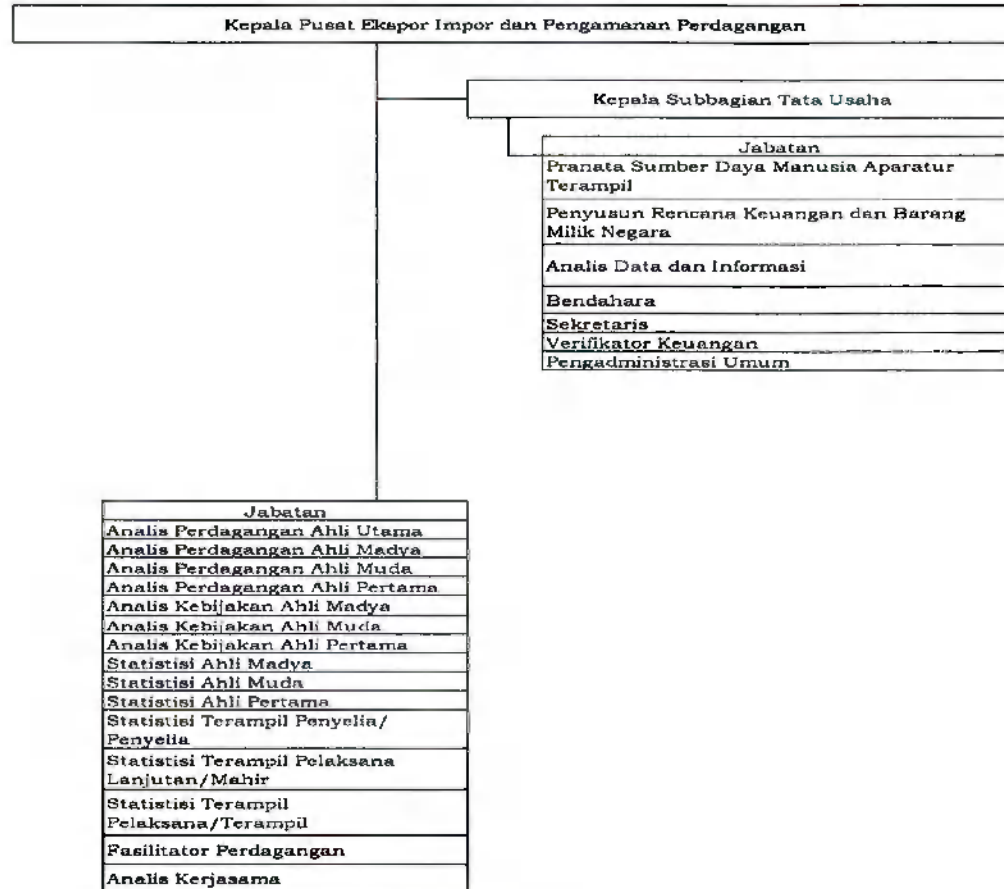 Kepala Pusat Ekspor Impor dan Pengamanan Perdagangan
Kepala Subbagian Tata Usaha
Jabatan
Pranata Sumber Daya Manusia Aparatur
Terampil
Penyusun Rencana Keuangan dan Barang
Milik Negara
Analis Data dan Informasi
Bendahara
Sekretaris
Verifikator Keuangan
Pengadministrasi Umum
Jabatan
Analis Perdagangan Ahli Utama
Analis Perdagangan Ahli Madya
Analis Perdagangan Ahli Muda
Analis Perdagangan Ahli Pertama
Analis Kebijakan Ahli Madya
Analis Kebijakan Ahli Muda
Analis Kebijakan Ahli Pertama
Statistisi Ahli Madya
Statistisi Ahli Muda
Statistisi Ahli Pertama
Statistisi Terampil Penyelia/
Penyelia
Statistisi Terampil Pelaksana
Lanjutan/Mahir
Statistisi Terampil
Pelaksana/Terampil
Fasilitator Perdagangan
Analis Kerjasama